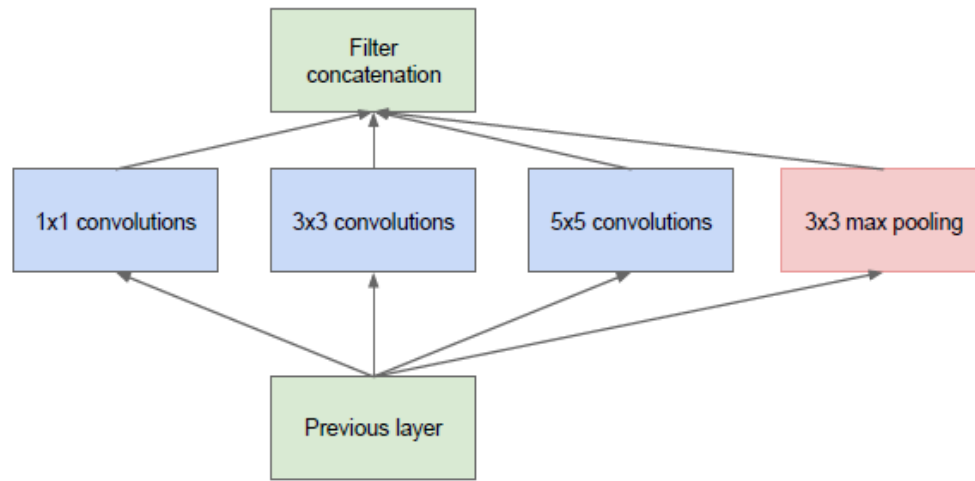 Filter
concatenation
1x1 convolutions
3x3 convolutions
5x5 convolutions
3x3 max pooling
Previous layer